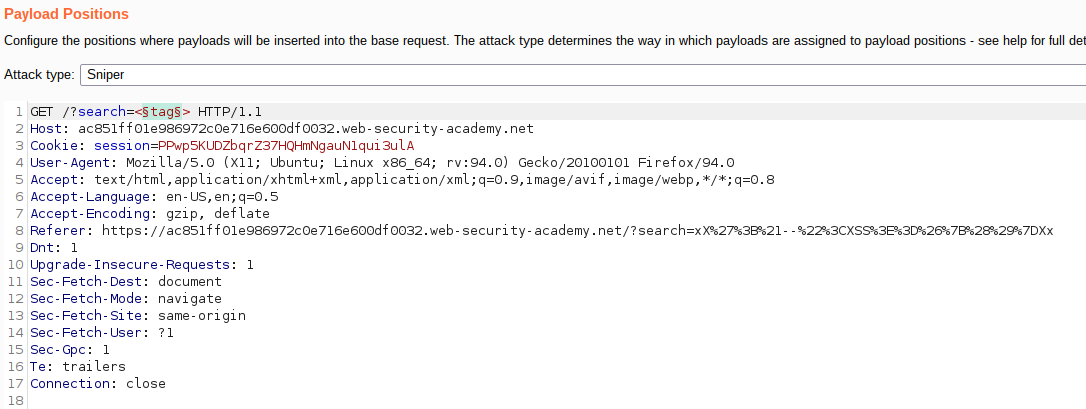 Payload Positions
Configure the positions where payloads will be inserted into the base request. The attack type determines the way in which payloads are assigned to payload positions - see help for full det
Attack type: Sniper
1 GET /?search=<§tag§> HTTP/1.1
2 Host: ac851ff01e986972c0e716e600df0032.web-security-academy.net
3 Cookie: session=PPwp5KUDZbqrZ37HQHmNgauN1qui3ulA
4 User-Agent: Mozilla/5.0 (X11; Ubuntu; Linux x86_64; rv:94.0) Gecko/20100101 Firefox/94.0
5 Accept: text/html,application/xhtml+xml,application/xml;q=0.9,image/avif,image/webp,*/*;q=0.8
6 Accept-Language: en-US,en;q=0.5
7 Accept-Encoding: gzip, deflate
8 Referer: https://ac851ff01e986972c0e716e600df0032.web-security-academy.net/?search=xX%27%3B%21--%22%3CXSS%3E%3D%26%7B%28%29%7DXx
9 Dnt: 1
10 Upgrade-Insecure-Requests: 1
11 Sec-Fetch-Dest: document
12 Sec-Fetch-Mode: navigate
13 Sec-Fetch-Site: same-origin
14 Sec-Fetch-User: ?1
15 Sec-Gpc: 1
16 Te: trailers
17 Connection: close
18